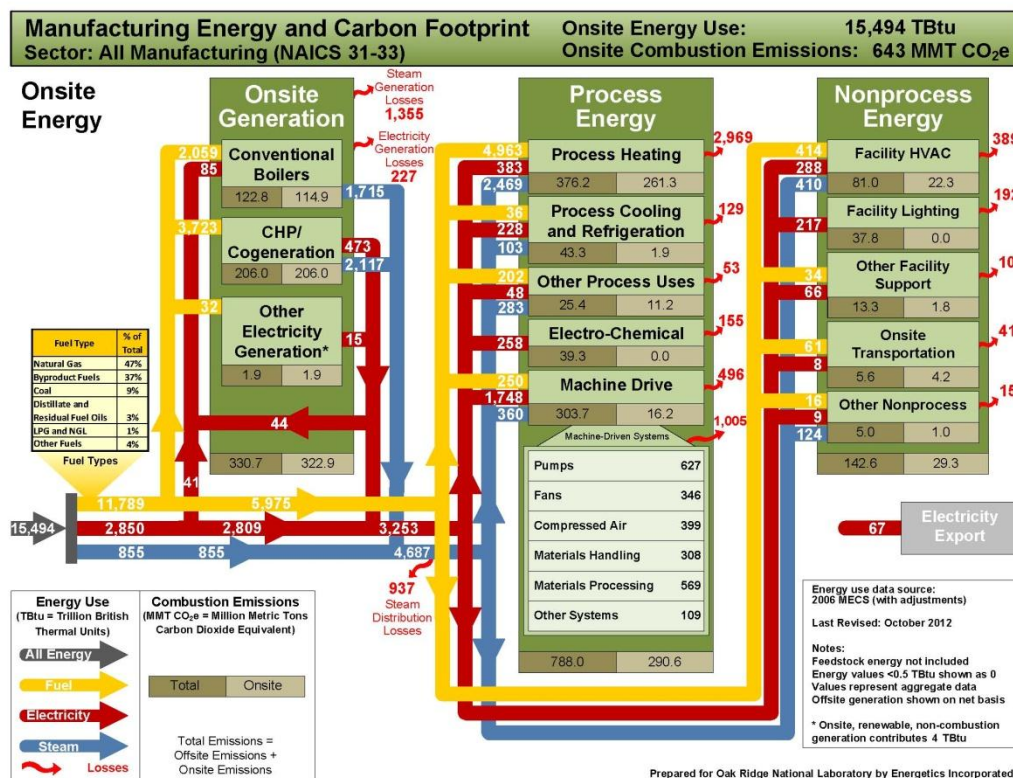 Manufacturing Energy and Carbon Footprint
Sector: All Manufacturing (NAICS 31-33)
Onsite Energy Use: 15,494 TBtu
Onsite Combustion Emissions: 643 MMT CO₂e
Onsite
Energy
Onsite
Generation
Steam
Generation
Losses
1,355
Electricity
Generation
Losses
227
2,059
85
Conventional
Boilers
122.8 114.9
1,715
3,723
CHP/
Cogeneration
206.0 206.0
473
2,117
32
Other
Electricity
Generation*
1.9 1.9
15
44
330.7 322.9
41
Fuel Type % of Total
Natural Gas 47%
Byproduct Fuels 37%
Coal 9%
Distillate and
Residual Fuel Oils 3%
LPG and NGL 1%
Other Fuels 4%
Fuel Types
15,494
11,789 5,975
2,850 2,809 3,253
855 855 4,687
937
Steam
Distribution
Losses
Process
Energy
2,969
4,963
383
2,469
Process Heating
376.2 261.3
36
228
103
Process Cooling
and Refrigeration
43.3 1.9
129
202
48
283
Other Process Uses
25.4 11.2
53
258
Electro-Chemical
39.3 0.0
155
250
1,748
360
Machine Drive
303.7 16.2
496
Machine-Driven Systems
1,005
Pumps 627
Fans 346
Compressed Air 399
Materials Handling 308
Materials Processing 569
Other Systems 109
788.0 290.6
Nonprocess
Energy
389
414
288
410
Facility HVAC
81.0 22.3
192
217
Facility Lighting
37.8 0.0
10
34
66
Other Facility
Support
13.3 1.8
41
61
8
Onsite
Transportation
5.6 4.2
15
16
9
124
Other Nonprocess
5.0 1.0
142.6 29.3
67
Electricity
Export
Energy Use
(TBtu = Trillion British
Thermal Units)
All Energy
Fuel
Electricity
Steam
Losses
Combustion Emissions
(MMT CO₂e = Million Metric Tons
Carbon Dioxide Equivalent)
Total Onsite
Total Emissions =
Offsite Emissions +
Onsite Emissions
Energy use data source:
2006 MECS (with adjustments)
Last Revised: October 2012
Notes:
Feedstock energy not included
Energy values <0.5 TBtu shown as 0
Values represent aggregate data
Offsite generation shown on net basis
* Onsite, renewable, non-combustion
generation contributes 4 TBtu
Prepared for Oak Ridge National Laboratory by Energetics Incorporated